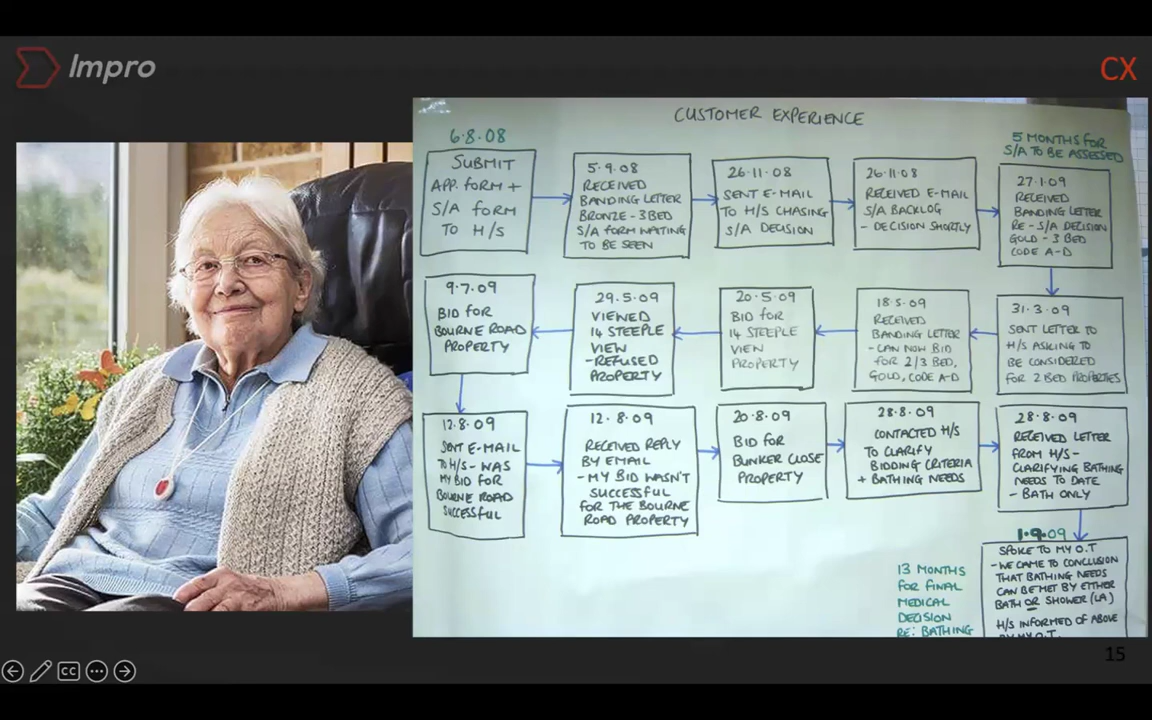 Impro
CX
CUSTOMER EXPERIENCE
6.8.08
SUBMIT
APP. FORM +
S/A FORM
TO H/S
5.9.08
RECEIVED
BANDING LETTER
BRONZE - 3 BED
S/A FORM WAITING
TO BE SEEN
26.11.08
SENT E-MAIL
TO H/S CHASING
S/A DECISION
26.11.08
RECEIVED E-MAIL
S/A BACKLOG
- DECISION SHORTLY
5 MONTHS FOR
S/A TO BE ASSESSED
27.1.09
RECEIVED
BANDING LETTER
RE - S/A DECISION
GOLD - 3 BED
CODE A-D
31.3.09
SENT LETTER TO
H/S ASKING TO
BE CONSIDERED
FOR 2 BED PROPERTIES
18.5.09
RECEIVED
BANDING LETTER
- CAN NOW BID
FOR 2/3 BED,
GOLD, CODE A-D
20.5.09
BID FOR
14 STEEPLE
VIEW
PROPERTY
29.5.09
VIEWED
14 STEEPLE
VIEW
- REFUSED
PROPERTY
9.7.09
BID FOR
BOURNE ROAD
PROPERTY
12.8.09
SENT E-MAIL
TO H/S - WAS
MY BID FOR
BOURNE ROAD
SUCCESSFUL
12.8.09
RECEIVED REPLY
BY EMAIL
- MY BID WASN'T
SUCCESSFUL
FOR THE BOURNE
ROAD PROPERTY
20.8.09
BID FOR
BUNKER CLOSE
PROPERTY
28.8.09
CONTACTED H/S
TO CLARIFY
BIDDING CRITERIA
+ BATHING NEEDS
28.8.09
RECEIVED LETTER
FROM H/S -
CLARIFYING BATHING
NEEDS TO DATE
- BATH ONLY
1.9.09
SPOKE TO MY O.T
- WE CAME TO CONCLUSION
THAT BATHING NEEDS
CAN BE MET BY EITHER
BATH OR SHOWER (LA)
H/S INFORMED OF ABOVE
BY MY O.T.
13 MONTHS
FOR FINAL
MEDICAL
DECISION
RE: BATHING
15
CC